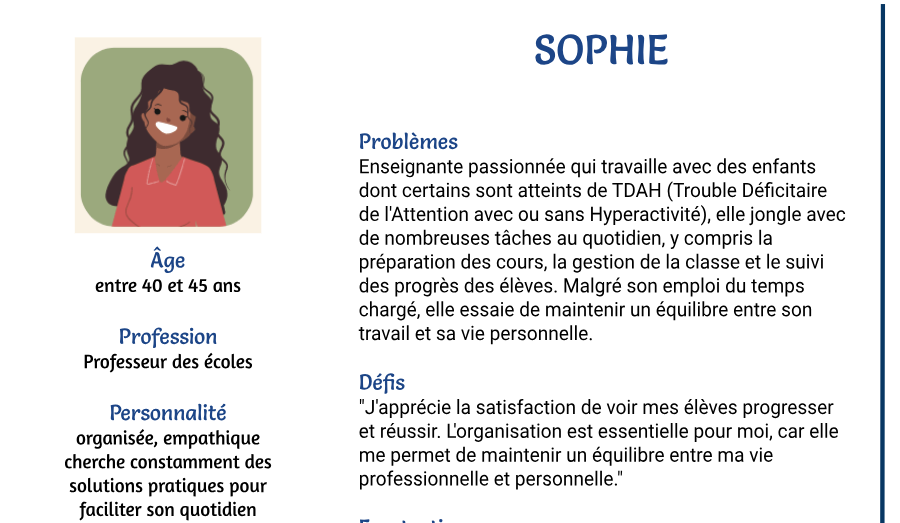 SOPHIE
Âge
entre 40 et 45 ans
Profession
Professeur des écoles
Personnalité
organisée, empathique
cherche constamment des
solutions pratiques pour
faciliter son quotidien
Problèmes
Enseignante passionnée qui travaille avec des enfants
dont certains sont atteints de TDAH (Trouble Déficitaire
de l'Attention avec ou sans Hyperactivité), elle jongle avec
de nombreuses tâches au quotidien, y compris la
préparation des cours, la gestion de la classe et le suivi
des progrès des élèves. Malgré son emploi du temps
chargé, elle essaie de maintenir un équilibre entre son
travail et sa vie personnelle.
Défis
"J'apprécie la satisfaction de voir mes élèves progresser
et réussir. L'organisation est essentielle pour moi, car elle
me permet de maintenir un équilibre entre ma vie
professionnelle et personnelle."